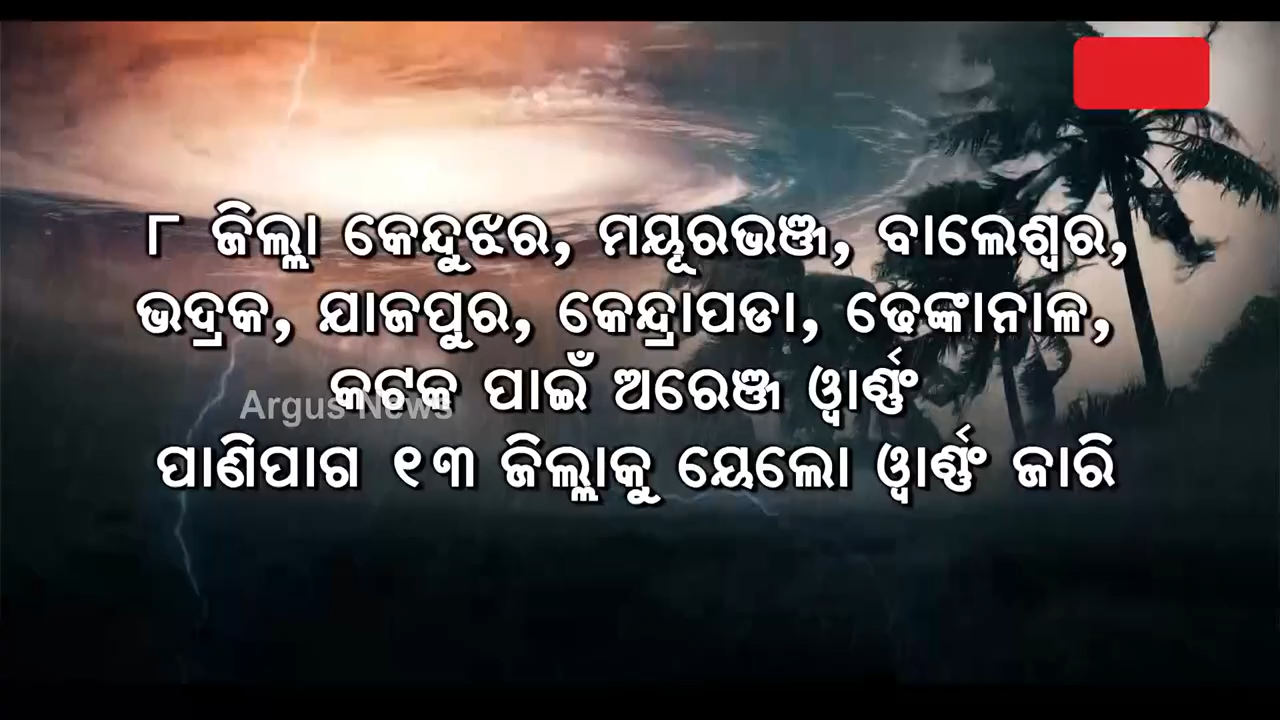 ୮ ଜିଲ୍ଲା କେନ୍ଦୁଝର, ମୟୂରଭଞ୍ଜ, ବାଲେଶ୍ୱର,
ଭଦ୍ରକ, ଯାଜପୁର, କେନ୍ଦ୍ରାପଡା, ଢେଙ୍କାନାଳ,
କଟକ ପାଇଁ ଅରେଞ୍ଜ ୱାର୍ଣ୍ଣିଂ
Argus News
ପାଣିପାଗ ୧୩ ଜିଲ୍ଲାକୁ ୟେଲୋ ୱାର୍ଣ୍ଣିଂ ଜାରି